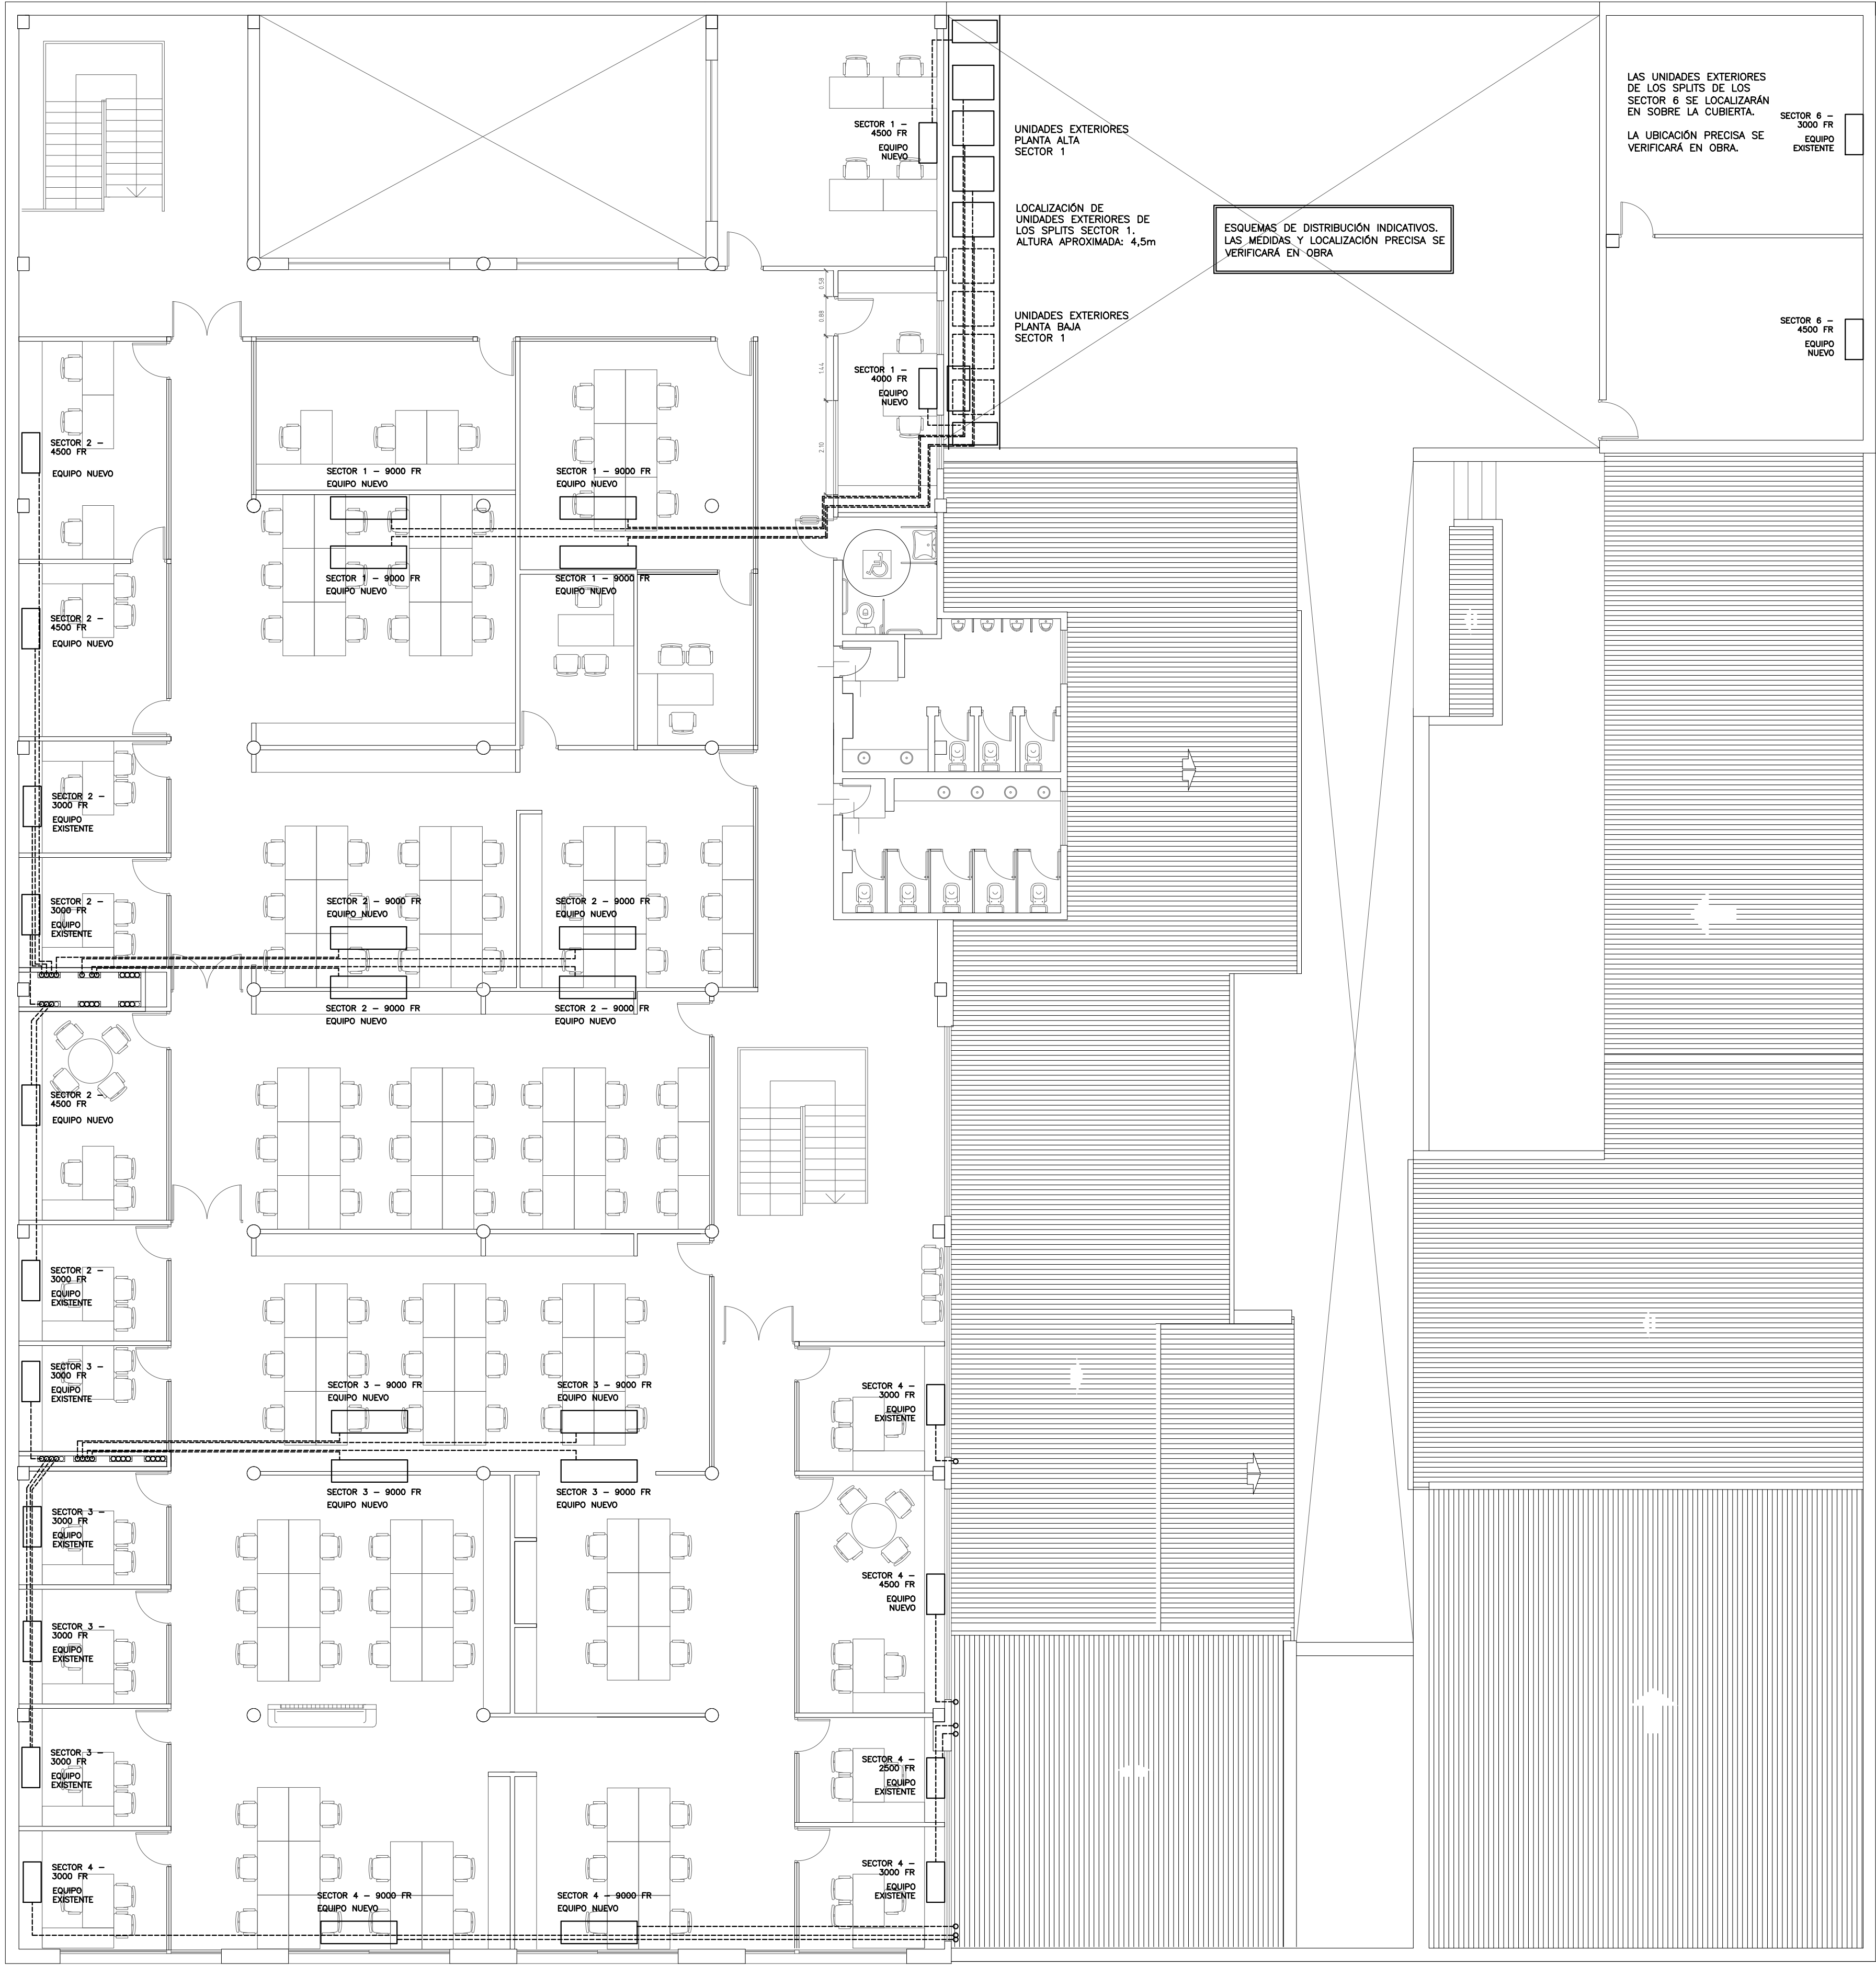 LAS UNIDADES EXTERIORES
DE LOS SPLITS DE LOS
SECTOR 6 SE LOCALIZARÁN
EN SOBRE LA CUBIERTA.
LA UBICACIÓN PRECISA SE
VERIFICARÁ EN OBRA.
SECTOR 6 –
3000 FR
EQUIPO
EXISTENTE
SECTOR 1 –
4500 FR
EQUIPO
NUEVO
UNIDADES EXTERIORES
PLANTA ALTA
SECTOR 1
LOCALIZACIÓN DE
UNIDADES EXTERIORES DE
LOS SPLITS SECTOR 1.
ALTURA APROXIMADA: 4,5m
ESQUEMAS DE DISTRIBUCIÓN INDICATIVOS.
LAS MEDIDAS Y LOCALIZACIÓN PRECISA SE
VERIFICARÁ EN OBRA
0.58
0.88
1.44
2.10
UNIDADES EXTERIORES
PLANTA BAJA
SECTOR 1
SECTOR 6 –
4500 FR
EQUIPO
NUEVO
SECTOR 1 –
4000 FR
EQUIPO
NUEVO
SECTOR 2 –
4500 FR
EQUIPO NUEVO
SECTOR 1 – 9000 FR
EQUIPO NUEVO
SECTOR 1 – 9000 FR
EQUIPO NUEVO
SECTOR 1 – 9000 FR
EQUIPO NUEVO
SECTOR 1 – 9000 FR
EQUIPO NUEVO
SECTOR 2 –
4500 FR
EQUIPO NUEVO
SECTOR 2 –
3000 FR
EQUIPO
EXISTENTE
SECTOR 2 –
3000 FR
EQUIPO
EXISTENTE
SECTOR 2 – 9000 FR
EQUIPO NUEVO
SECTOR 2 – 9000 FR
EQUIPO NUEVO
SECTOR 2 – 9000 FR
EQUIPO NUEVO
SECTOR 2 – 9000 FR
EQUIPO NUEVO
SECTOR 2 –
4500 FR
EQUIPO NUEVO
SECTOR 2 –
3000 FR
EQUIPO
EXISTENTE
SECTOR 3 –
3000 FR
EQUIPO
EXISTENTE
SECTOR 3 – 9000 FR
EQUIPO NUEVO
SECTOR 3 – 9000 FR
EQUIPO NUEVO
SECTOR 4 –
3000 FR
EQUIPO
EXISTENTE
SECTOR 3 – 9000 FR
EQUIPO NUEVO
SECTOR 3 – 9000 FR
EQUIPO NUEVO
SECTOR 3 –
3000 FR
EQUIPO
EXISTENTE
SECTOR 4 –
4500 FR
EQUIPO
NUEVO
SECTOR 3 –
3000 FR
EQUIPO
EXISTENTE
SECTOR 3 –
3000 FR
EQUIPO
EXISTENTE
SECTOR 4 –
2500 FR
EQUIPO
EXISTENTE
SECTOR 4 –
3000 FR
EQUIPO
EXISTENTE
SECTOR 4 – 9000 FR
EQUIPO NUEVO
SECTOR 4 – 9000 FR
EQUIPO NUEVO
SECTOR 4 –
3000 FR
EQUIPO
EXISTENTE